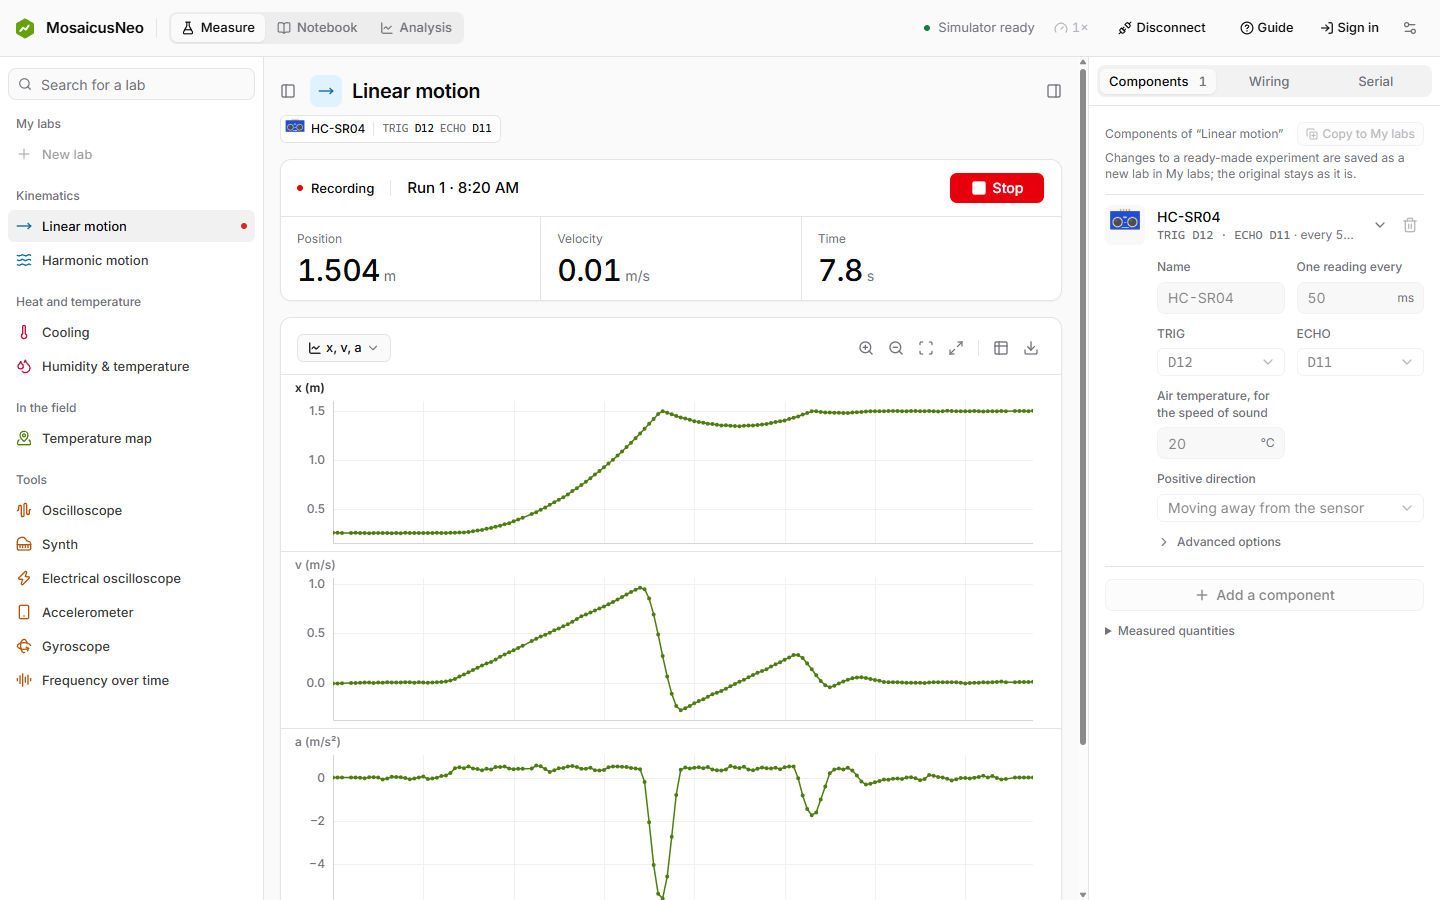 MosaicusNeo
Measure
Notebook
Analysis
Simulator ready
1×
Disconnect
Guide
Sign in
Search for a lab
My labs
New lab
Kinematics
Linear motion
Harmonic motion
Heat and temperature
Cooling
Humidity & temperature
In the field
Temperature map
Tools
Oscilloscope
Synth
Electrical oscilloscope
Accelerometer
Gyroscope
Frequency over time
Linear motion
HC-SR04 TRIG D12 ECHO D11
Recording
Run 1 · 8:20 AM
Stop
Position
1.504 m
Velocity
0.01 m/s
Time
7.8 s
x, v, a
x (m)
1.5
1.0
0.5
v (m/s)
1.0
0.5
0.0
a (m/s²)
0
−2
−4
Components 1
Wiring
Serial
Components of “Linear motion”
Copy to My labs
Changes to a ready-made experiment are saved as a
new lab in My labs; the original stays as it is.
HC-SR04
TRIG D12 · ECHO D11 · every 5…
Name
One reading every
HC-SR04
50 ms
TRIG
ECHO
D12
D11
Air temperature, for
the speed of sound
20 °C
Positive direction
Moving away from the sensor
Advanced options
Add a component
Measured quantities